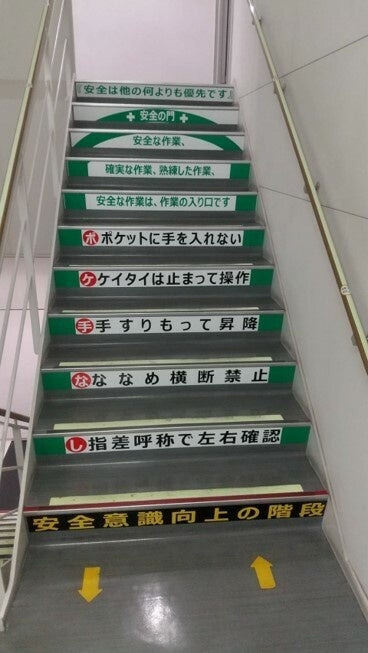 『安全は他の何よりも優先です』
安全の門
安全な作業、
確実な作業、熟練した作業、
安全な作業は、作業の入り口です
ポ ポケットに手を入れない
ケ ケイタイは止まって操作
手 手すりもって昇降
な ななめ横断禁止
し 指差呼称で左右確認
安全意識向上の階段